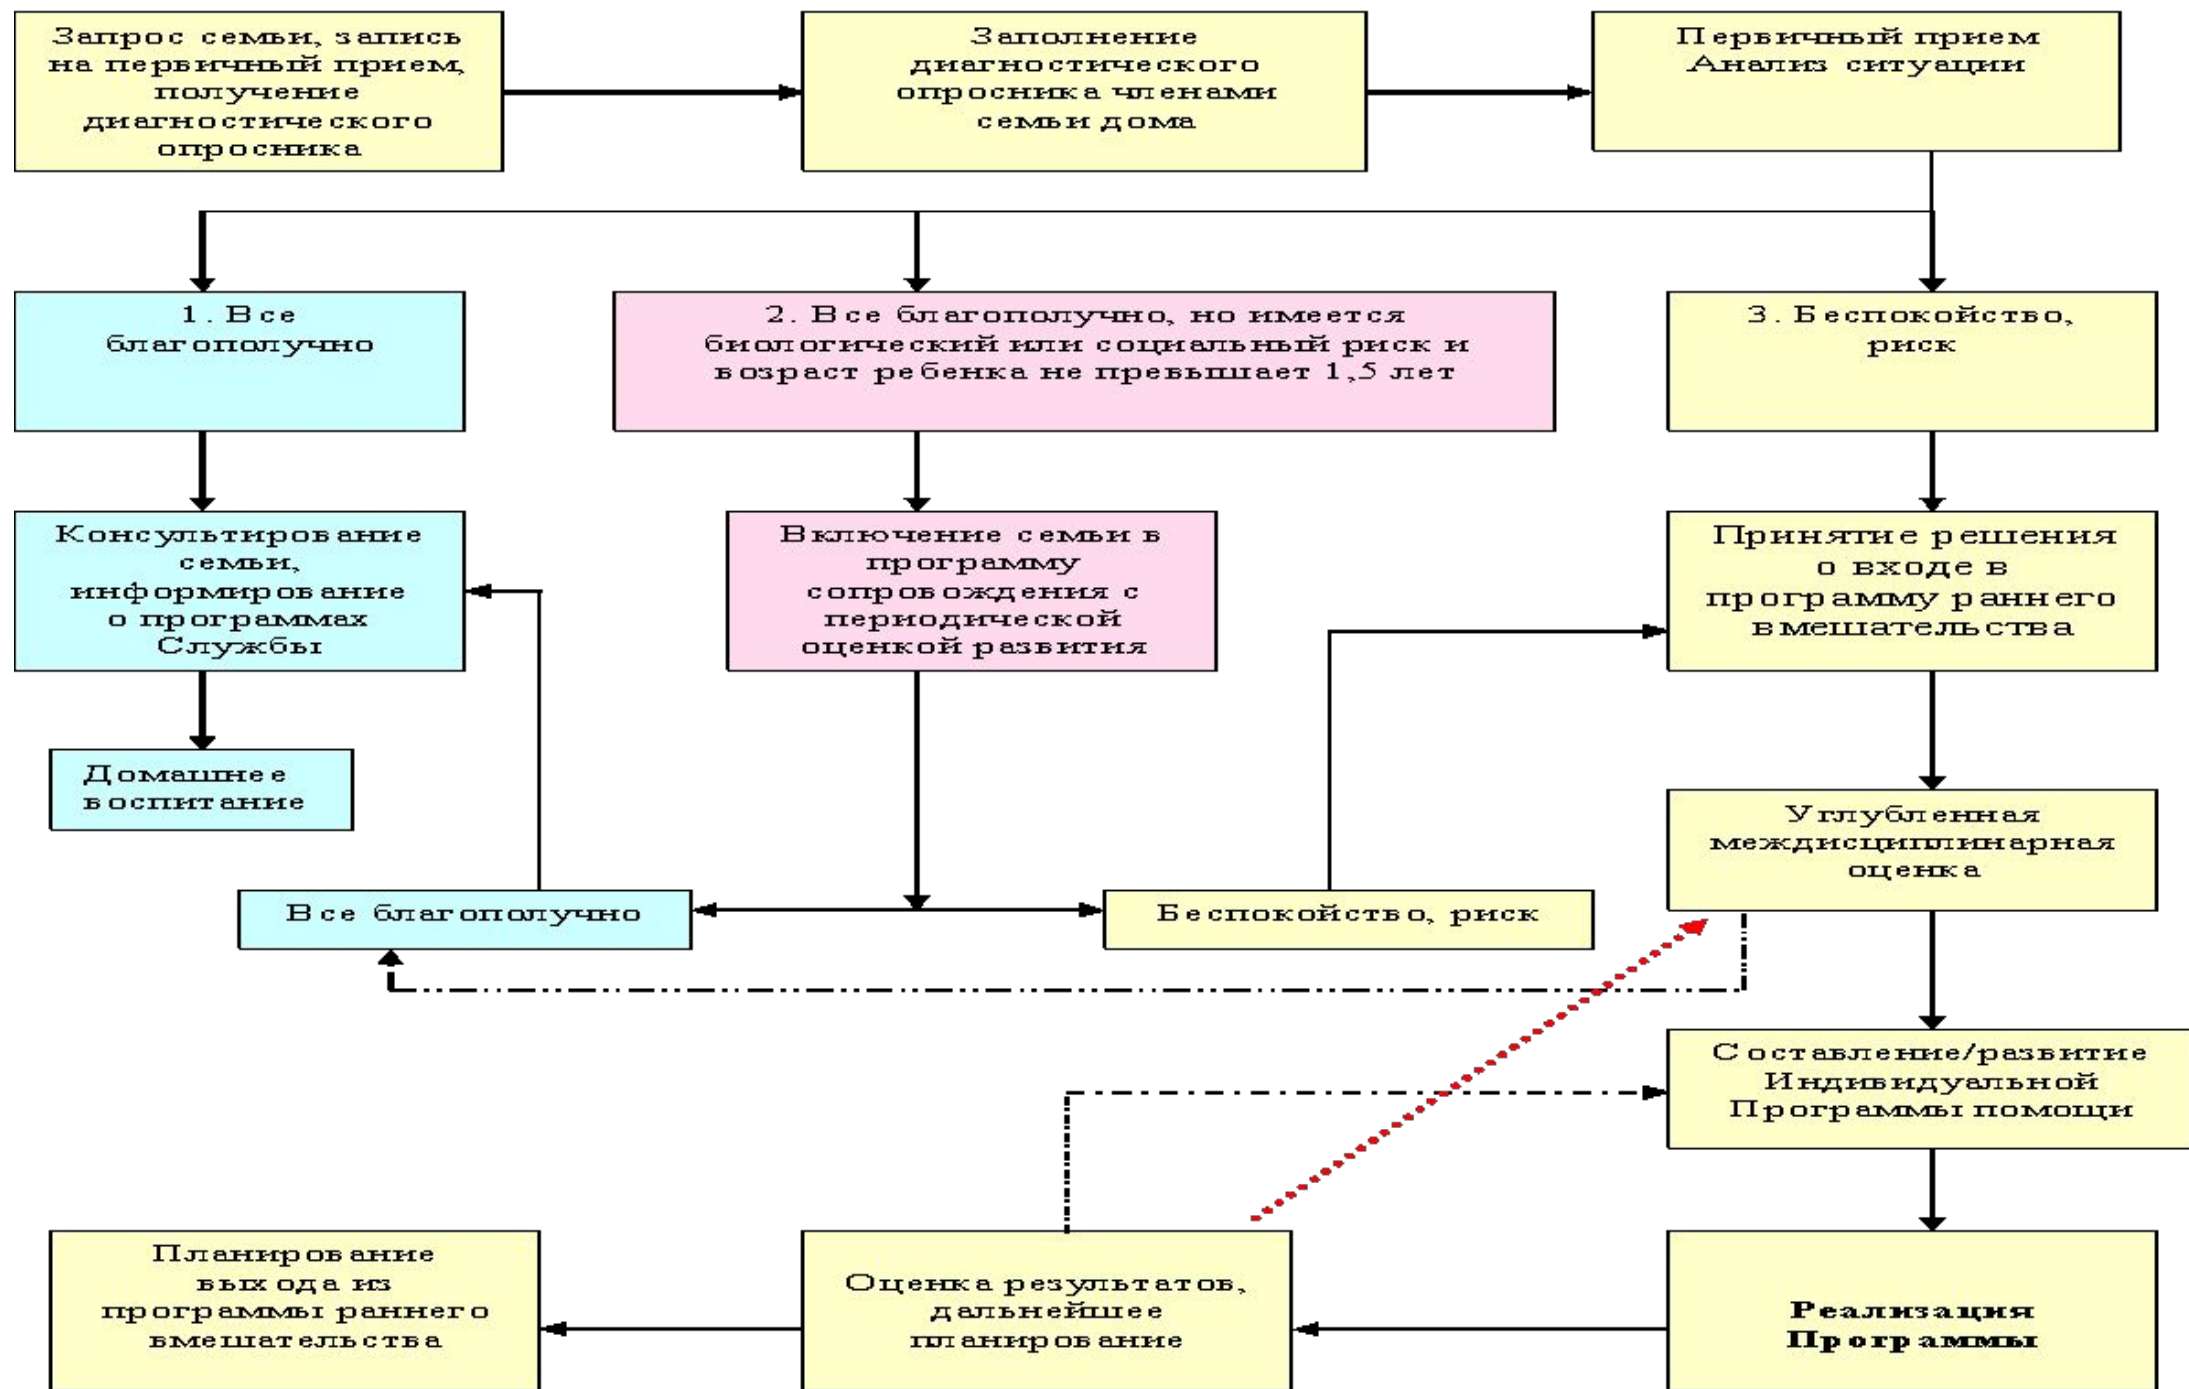 Запрос семьи, запись
на первичный прием,
получение
диагностического
опросника
Заполнение
диагностического
опросника членами
семьи дома
Первичный прием
Анализ ситуации
1. Все
благополучно
2. Все благополучно, но имеется
биологический или социальный риск и
возраст ребенка не превышает 1,5 лет
3. Беспокойство,
риск
Консультирование
семьи,
информирование
о программах
Службы
Включение семьи в
программу
сопровождения с
периодической
оценкой развития
Принятие решения
о входе в
программу раннего
вмешательства
Домашнее
воспитание
Углубленная
междисциплинарная
оценка
Все благополучно
Беспокойство, риск
Составление/развитие
Индивидуальной
Программы помощи
Планирование
выхода из
программы раннего
вмешательства
Оценка результатов,
дальнейшее
планирование
Реализация
Программы